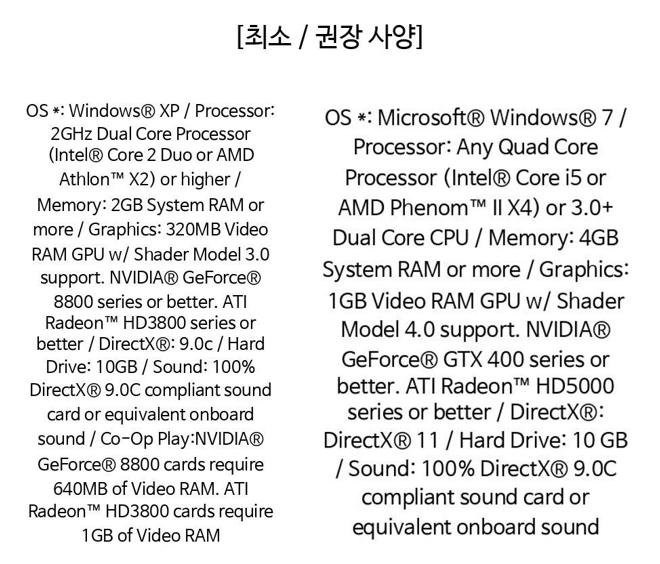 [최소 / 권장 사양]
OS *: Windows® XP / Processor:
2GHz Dual Core Processor
(Intel® Core 2 Duo or AMD
Athlon™ X2) or higher /
Memory: 2GB System RAM or
more / Graphics: 320MB Video
RAM GPU w/ Shader Model 3.0
support. NVIDIA® GeForce®
8800 series or better. ATI
Radeon™ HD3800 series or
better / DirectX®: 9.0c / Hard
Drive: 10GB / Sound: 100%
DirectX® 9.0C compliant sound
card or equivalent onboard
sound / Co-Op Play:NVIDIA®
GeForce® 8800 cards require
640MB of Video RAM. ATI
Radeon™ HD3800 cards require
1GB of Video RAM
OS *: Microsoft® Windows® 7 /
Processor: Any Quad Core
Processor (Intel® Core i5 or
AMD Phenom™ II X4) or 3.0+
Dual Core CPU / Memory: 4GB
System RAM or more / Graphics:
1GB Video RAM GPU w/ Shader
Model 4.0 support. NVIDIA®
GeForce® GTX 400 series or
better. ATI Radeon™ HD5000
series or better / DirectX®:
DirectX® 11 / Hard Drive: 10 GB
/ Sound: 100% DirectX® 9.0C
compliant sound card or
equivalent onboard sound